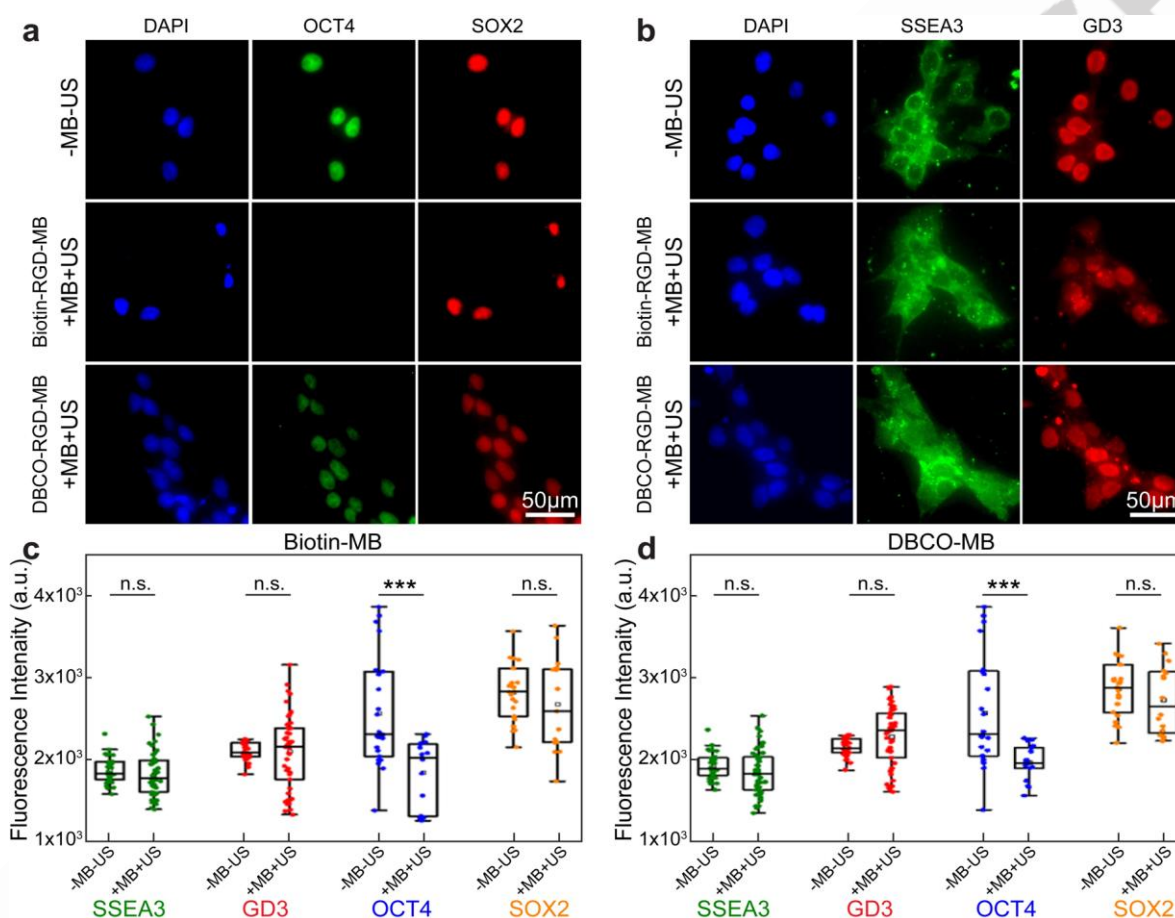 a
DAPI
OCT4
SOX2
-MB-US
Biotin-RGD-MB
+MB+US
DBCO-RGD-MB
+MB+US
50μm
b
DAPI
SSEA3
GD3
-MB-US
Biotin-RGD-MB
+MB+US
DBCO-RGD-MB
+MB+US
50μm
c
Biotin-MB
Fluorescence Intenaity (a.u.)
4x10³
3x10³
2x10³
1x10³
n.s.
n.s.
***
n.s.
-MB-US
+MB+US
-MB-US
+MB+US
-MB-US
+MB+US
-MB-US
+MB+US
SSEA3
GD3
OCT4
SOX2
d
DBCO-MB
Fluorescence Intenaity (a.u.)
4x10³
3x10³
2x10³
1x10³
n.s.
n.s.
***
n.s.
-MB-US
+MB+US
-MB-US
+MB+US
-MB-US
+MB+US
-MB-US
+MB+US
SSEA3
GD3
OCT4
SOX2